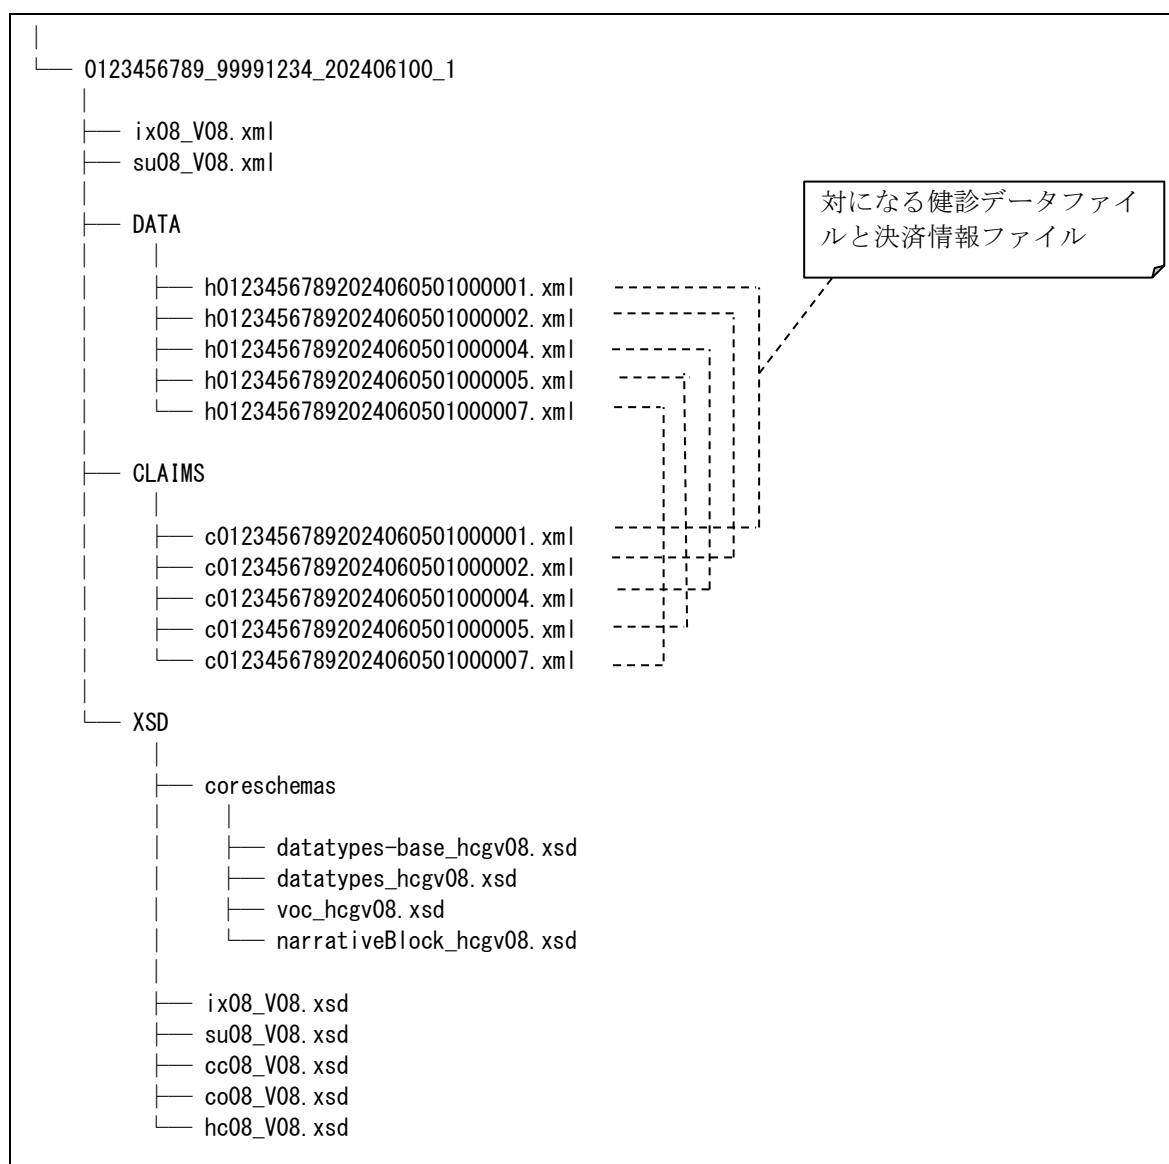 0123456789_99991234_202406100_1
ix08_V08.xml
su08_V08.xml
対になる健診データファイ
ルと決済情報ファイル
DATA
h01234567892024060501000001.xml
h01234567892024060501000002.xml
h01234567892024060501000004.xml
h01234567892024060501000005.xml
h01234567892024060501000007.xml
CLAIMS
c01234567892024060501000001.xml
c01234567892024060501000002.xml
c01234567892024060501000004.xml
c01234567892024060501000005.xml
c01234567892024060501000007.xml
XSD
coreschemas
datatypes-base_hcgv08.xsd
datatypes_hcgv08.xsd
voc_hcgv08.xsd
narrativeBlock_hcgv08.xsd
ix08_V08.xsd
su08_V08.xsd
cc08_V08.xsd
co08_V08.xsd
hc08_V08.xsd